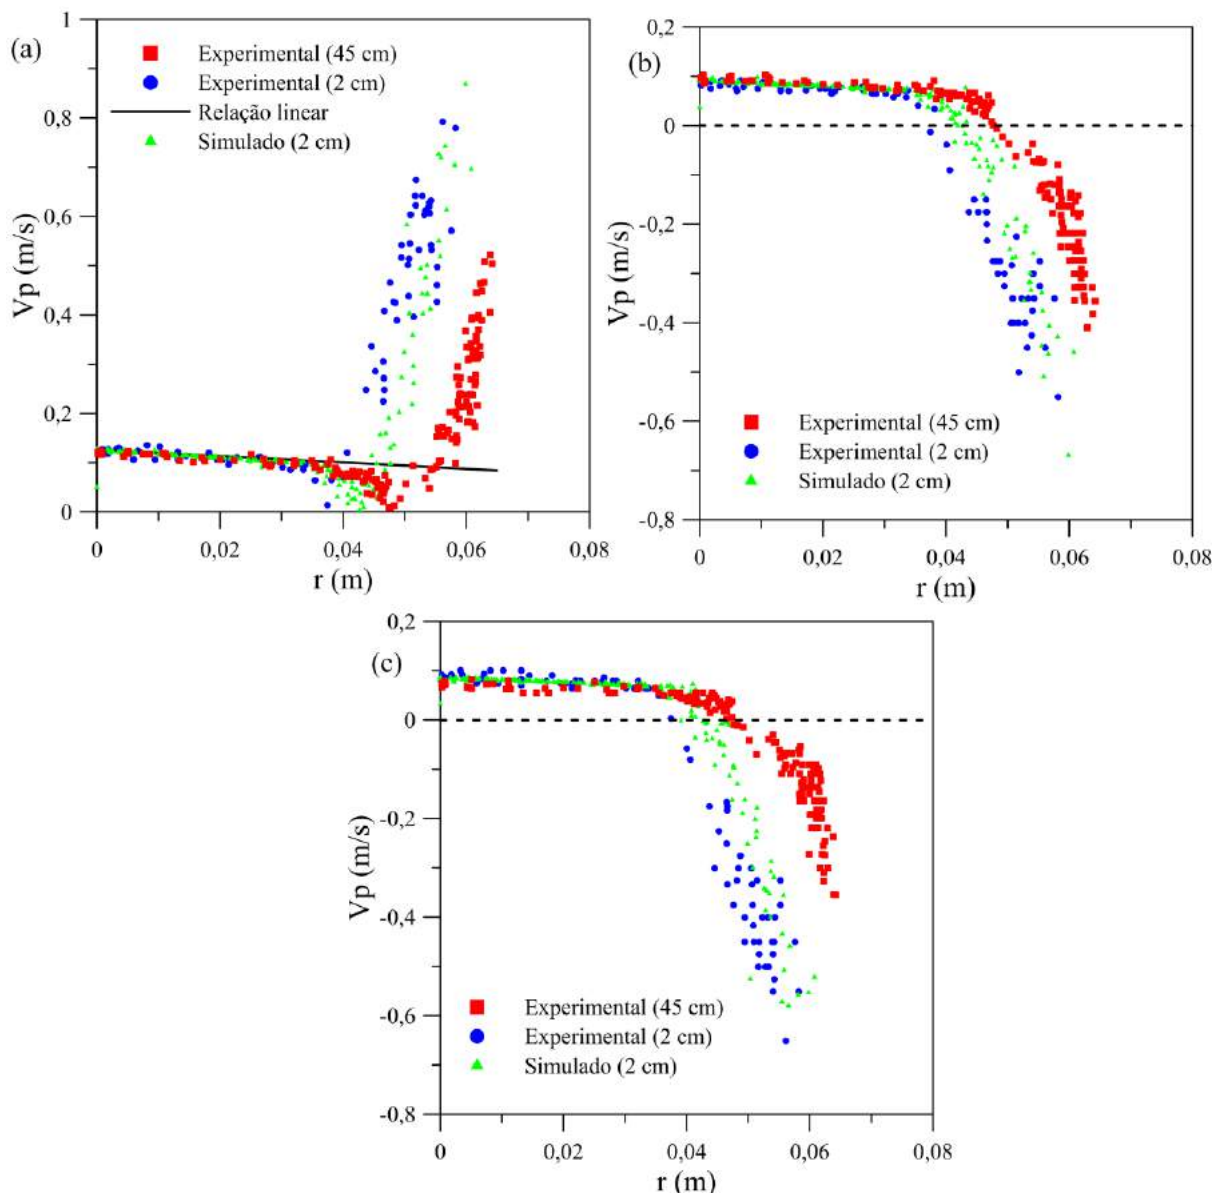 (a)
1
0,8
0,6
0,4
0,2
0
Vp (m/s)
Experimental (45 cm)
Experimental (2 cm)
Relação linear
Simulado (2 cm)
0 0,02 0,04 0,06 0,08
r (m)
(b)
0,2
0
-0,2
-0,4
-0,6
-0,8
Vp (m/s)
Experimental (45 cm)
Experimental (2 cm)
Simulado (2 cm)
0 0,02 0,04 0,06 0,08
r (m)
(c)
0,2
0
-0,2
-0,4
-0,6
-0,8
Vp (m/s)
Experimental (45 cm)
Experimental (2 cm)
Simulado (2 cm)
0 0,02 0,04 0,06 0,08
r (m)